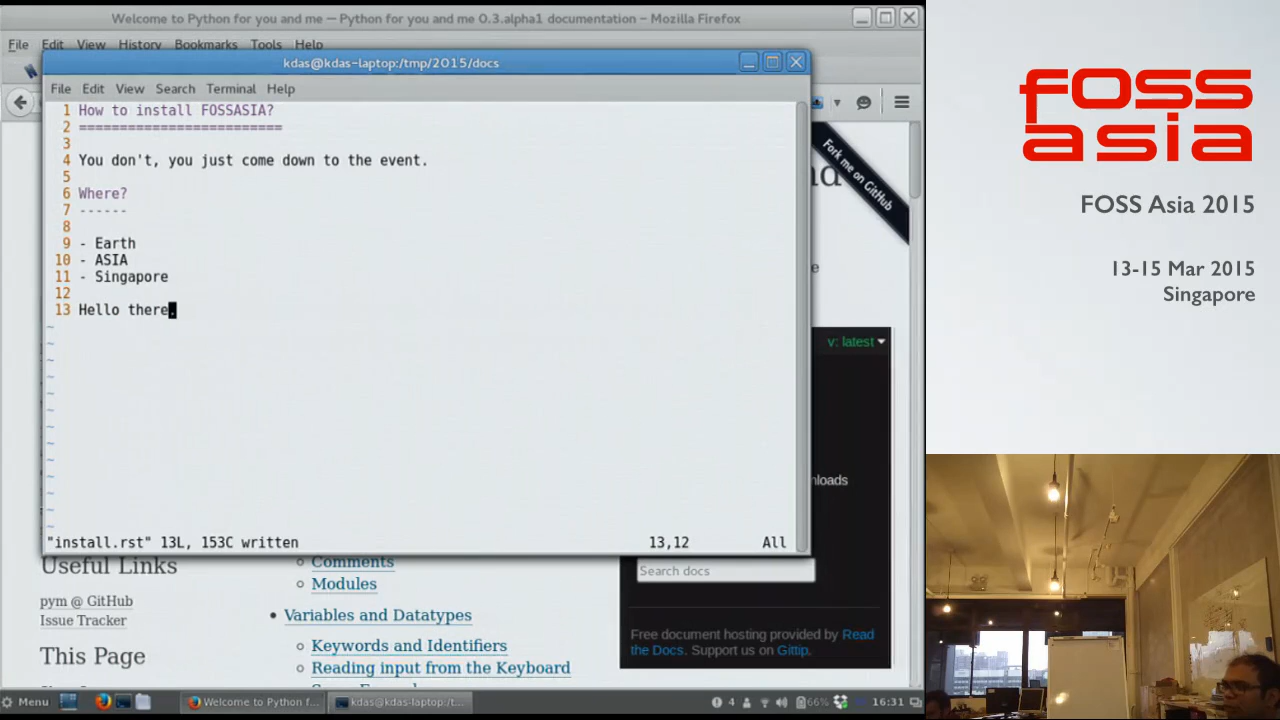 Welcome to Python for you and me — Python for you and me 0.3.alpha1 documentation - Mozilla Firefox
File Edit View History Bookmarks Tools Help
kdas@kdas-laptop:/tmp/2015/docs
File Edit View Search Terminal Help
1 How to install FOSSASIA?
2 =========================
3
4 You don't, you just come down to the event.
5
6 Where?
7 ------
8
9 - Earth
10 - ASIA
11 - Singapore
12
13 Hello there.
~
~
~
~
~
~
~
~
~
~
~
~
~
"install.rst" 13L, 153C written 13,12 All
Fork me on GitHub
nd
e
v: latest
nloads
Search docs
Free document hosting provided by Read
the Docs. Support us on Gittip.
Useful Links
pym @ GitHub
Issue Tracker
This Page
Comments
Modules
Variables and Datatypes
Keywords and Identifiers
Reading input from the Keyboard
Menu
Welcome to Python f...
kdas@kdas-laptop:/t...
4
66%
16:31
FOSS
asia
FOSS Asia 2015
13-15 Mar 2015
Singapore